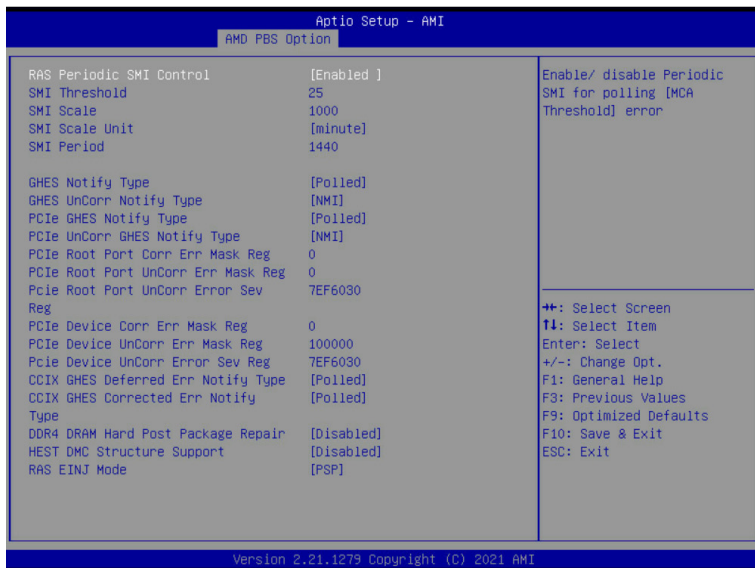 Aptio Setup - AMI
AMD PBS Option
RAS Periodic SMI Control [Enabled ]
SMI Threshold 25
SMI Scale 1000
SMI Scale Unit [minute]
SMI Period 1440
GHES Notify Type [Polled]
GHES UnCorr Notify Type [NMI]
PCIe GHES Notify Type [Polled]
PCIe UnCorr GHES Notify Type [NMI]
PCIe Root Port Corr Err Mask Reg 0
PCIe Root Port UnCorr Err Mask Reg 0
Pcie Root Port UnCorr Error Sev 7EF6030
Reg
PCIe Device Corr Err Mask Reg 0
PCIe Device UnCorr Err Mask Reg 100000
Pcie Device UnCorr Error Sev Reg 7EF6030
CCIX GHES Deferred Err Notify Type [Polled]
CCIX GHES Corrected Err Notify [Polled]
Type
DDR4 DRAM Hard Post Package Repair [Disabled]
HEST DMC Structure Support [Disabled]
RAS EINJ Mode [PSP]
Enable/ disable Periodic
SMI for polling [MCA
Threshold] error
→←: Select Screen
↑↓: Select Item
Enter: Select
+/-: Change Opt.
F1: General Help
F3: Previous Values
F9: Optimized Defaults
F10: Save & Exit
ESC: Exit
Version 2.21.1279 Copyright (C) 2021 AMI